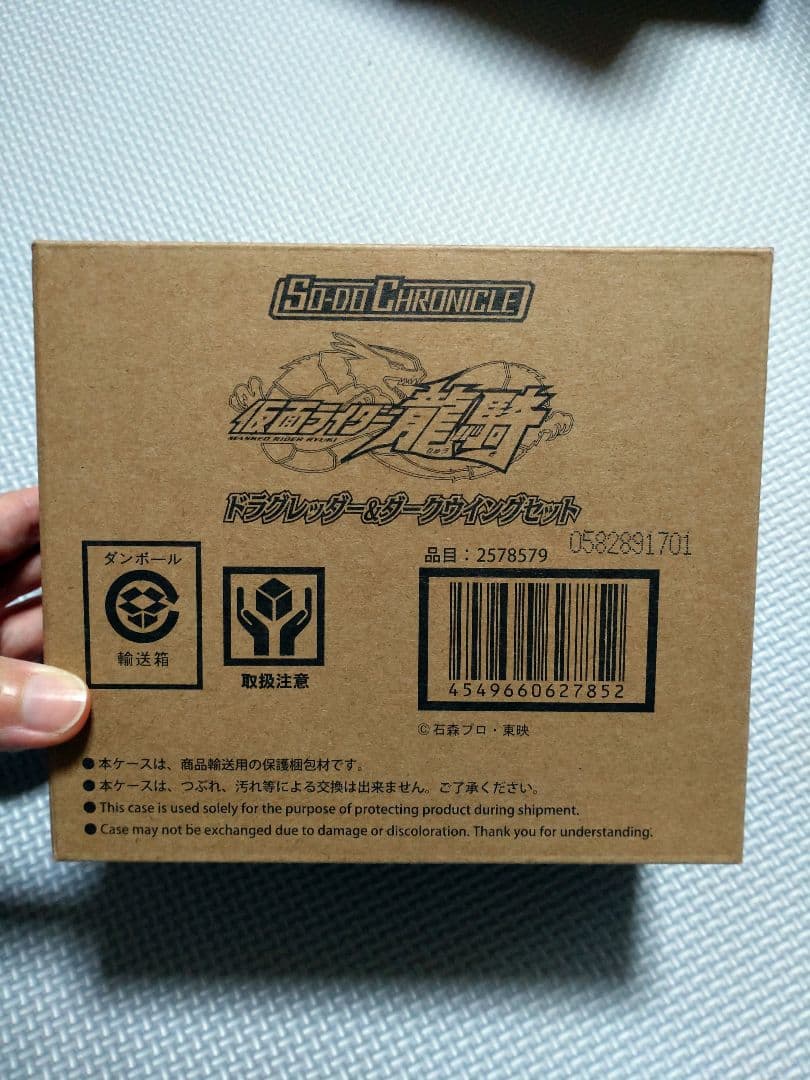 SO-DO CHRONICLE
仮面ライダー龍騎
MASKED RIDER RYUKI
りゅうき
ドラグレッダー&ダークウイングセット
0582891701
品目：2578579
ダンボール
輸送箱
取扱注意
4549660627852
©石森プロ・東映
●本ケースは、商品輸送用の保護梱包材です。
●本ケースは、つぶれ、汚れ等による交換は出来ません。ご了承ください。
●This case is used solely for the purpose of protecting product during shipment.
●Case may not be exchanged due to damage or discoloration. Thank you for understanding.